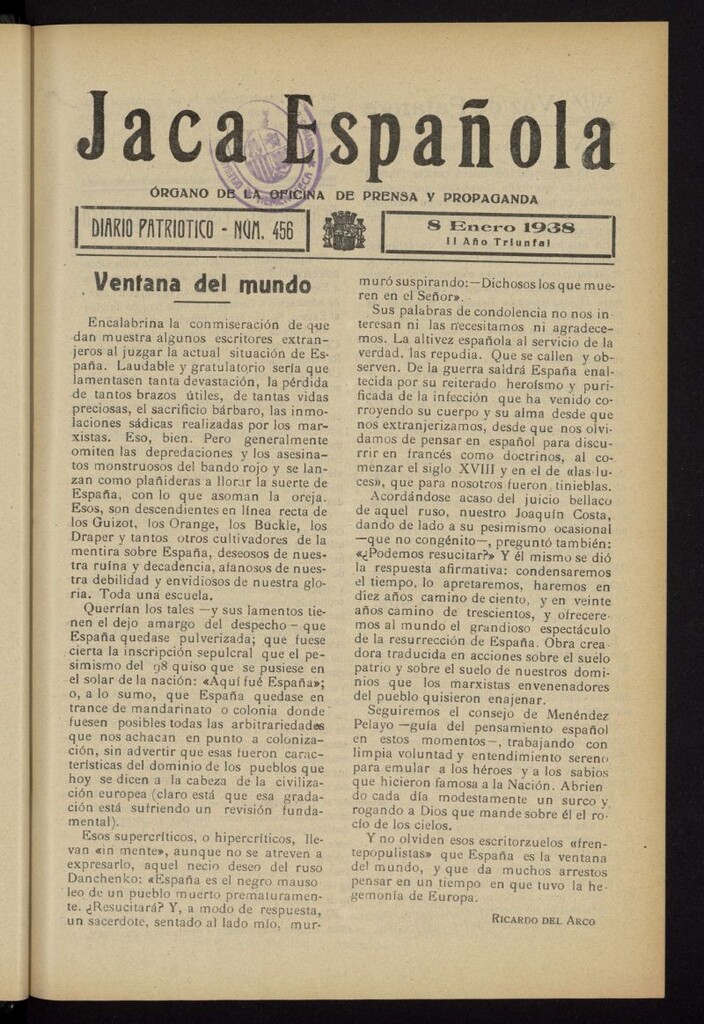 Jaca Española
ÓRGANO DE LA OFICINA DE PRENSA Y PROPAGANDA
DIARIO PATRIOTICO - NÚM. 456
8 Enero 1938
II Año Triunfal
Ventana del mundo
Encalabrina la conmiseración de que
dan muestra algunos escritores extran-
jeros al juzgar la actual situación de Es-
paña. Laudable y gratulatorio sería que
lamentasen tanta devastación, la pérdida
de tantos brazos útiles, de tantas vidas
preciosas, el sacrificio bárbaro, las inmo-
laciones sádicas realizadas por los mar-
xistas. Eso, bien. Pero generalmente
omiten las depredaciones y los asesina-
tos monstruosos del bando rojo y se lan-
zan como plañideras a llorar la suerte de
España, con lo que asoman la oreja.
Esos, son descendientes en línea recta de
los Guizot, los Orange, los Buckle, los
Draper y tantos otros cultivadores de la
mentira sobre España, deseosos de nues-
tra ruína y decadencia, afanosos de nues-
tra debilidad y envidiosos de nuestra glo-
ria. Toda una escuela.
Querrían los tales —y sus lamentos tie-
nen el dejo amargo del despecho— que
España quedase pulverizada; que fuese
cierta la inscripción sepulcral que el pe-
simismo del 98 quiso que se pusiese en
el solar de la nación: «Aquí fué España»;
o, a lo sumo, que España quedase en
trance de mandarinato o colonia donde
fuesen posibles todas las arbitrariedades
que nos achacan en punto a coloniza-
ción, sin advertir que esas fueron carac-
terísticas del dominio de los pueblos que
hoy se dicen a la cabeza de la civiliza-
ción europea (claro está que esa grada-
ción está sufriendo un revisión funda-
mental).
Esos supercríticos, o hipercríticos, lle-
van «in mente», aunque no se atreven a
expresarlo, aquel necio deseo del ruso
Danchenko: «España es el negro mauso
leo de un pueblo muerto prematuramen-
te. ¿Resucitará? Y, a modo de respuesta,
un sacerdote, sentado al lado mío, mur-
muró suspirando:—Dichosos los que mue-
ren en el Señor».
Sus palabras de condolencia no nos in-
teresan ni las necesitamos ni agradece-
mos. La altivez española al servicio de la
verdad, las repudia. Que se callen y ob-
serven. De la guerra saldrá España enal-
tecida por su reiterado heroísmo y puri-
ficada de la infección que ha venido co-
rroyendo su cuerpo y su alma desde que
nos extranjerizamos, desde que nos olvi-
damos de pensar en español para discu-
rrir en francés como doctrinos, al co-
menzar el siglo XVIII y en el de «las lu-
ces», que para nosotros fueron tinieblas.
Acordándose acaso del juicio bellaco
de aquel ruso, nuestro Joaquín Costa,
dando de lado a su pesimismo ocasional
—que no congénito—, preguntó también:
«¿Podemos resucitar?» Y él mismo se dió
la respuesta afirmativa: condensaremos
el tiempo, lo apretaremos, haremos en
diez años camino de ciento, y en veinte
años camino de trescientos, y ofrecere-
mos al mundo el grandioso espectáculo
de la resurrección de España. Obra crea
dora traducida en acciones sobre el suelo
patrio y sobre el suelo de nuestros domi-
nios que los marxistas envenenadores
del pueblo quisieron enajenar.
Seguiremos el consejo de Menéndez
Pelayo —guía del pensamiento español
en estos momentos—, trabajando con
limpia voluntad y entendimiento sereno
para emular a los héroes y a los sabios
que hicieron famosa a la Nación. Abrien
do cada día modestamente un surco y
rogando a Dios que mande sobre él el ro-
cío de los cielos.
Y no olviden esos escritorzuelos «fren-
tepopulistas» que España es la ventana
del mundo, y que da muchos arrestos
pensar en un tiempo en que tuvo la he-
gemonía de Europa.
RICARDO DEL ARCO